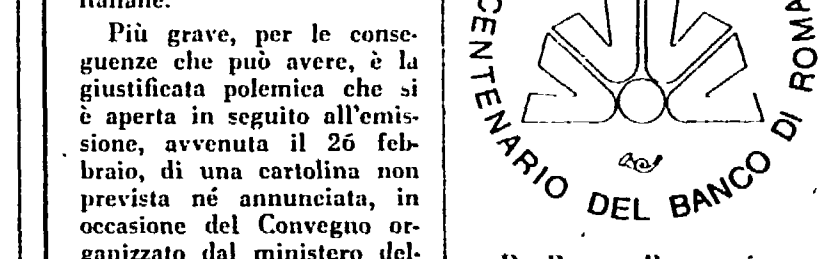 italiane.
Più grave, per le conse-
guenze che può avere, è la
giustificata polemica che si
è aperta in seguito all'emis-
sione, avvenuta il 26 feb-
braio, di una cartolina non
prevista né annunciata, in
occasione del Convegno or-
ganizzato dal ministero del-
CENTENARIO DEL BANCO DI ROMA